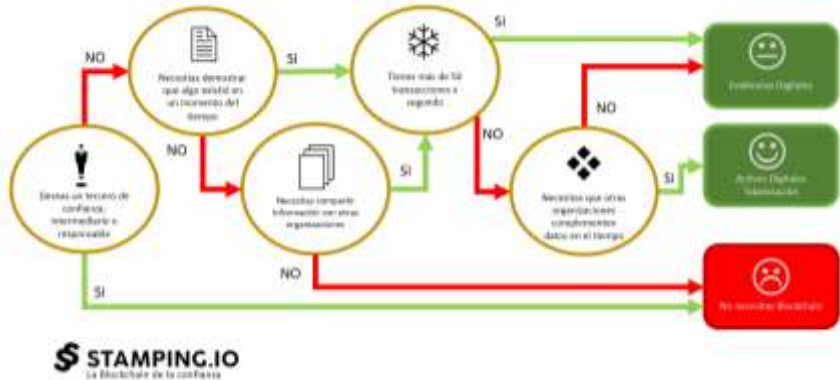 NO
SI
SI
Necesitas demostrar
que algo existió en
un momento del
tiempo
Tienes más de 50
transacciones x
segundo
Evidencias Digitales
NO
NO
NO
SI
SI
Deseas un tercero de
confianza,
intermediario o
responsable
Necesitas compartir
información con otras
organizaciones
Necesitas que otras
organizaciones
complementen
datos en el tiempo
Activos Digitales
Tokenización
NO
SI
No necesitas Blockchain
STAMPING.IO
La Blockchain de la confianza